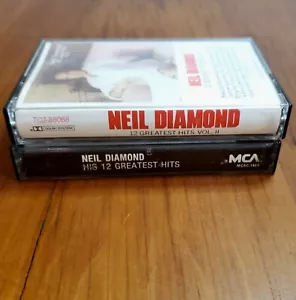 NEIL DIAMOND
NEIL DIAMOND
12 GREATEST HITS, VOL. II
NEIL DIAMOND
HIS 12 GREATEST HITS
MCA